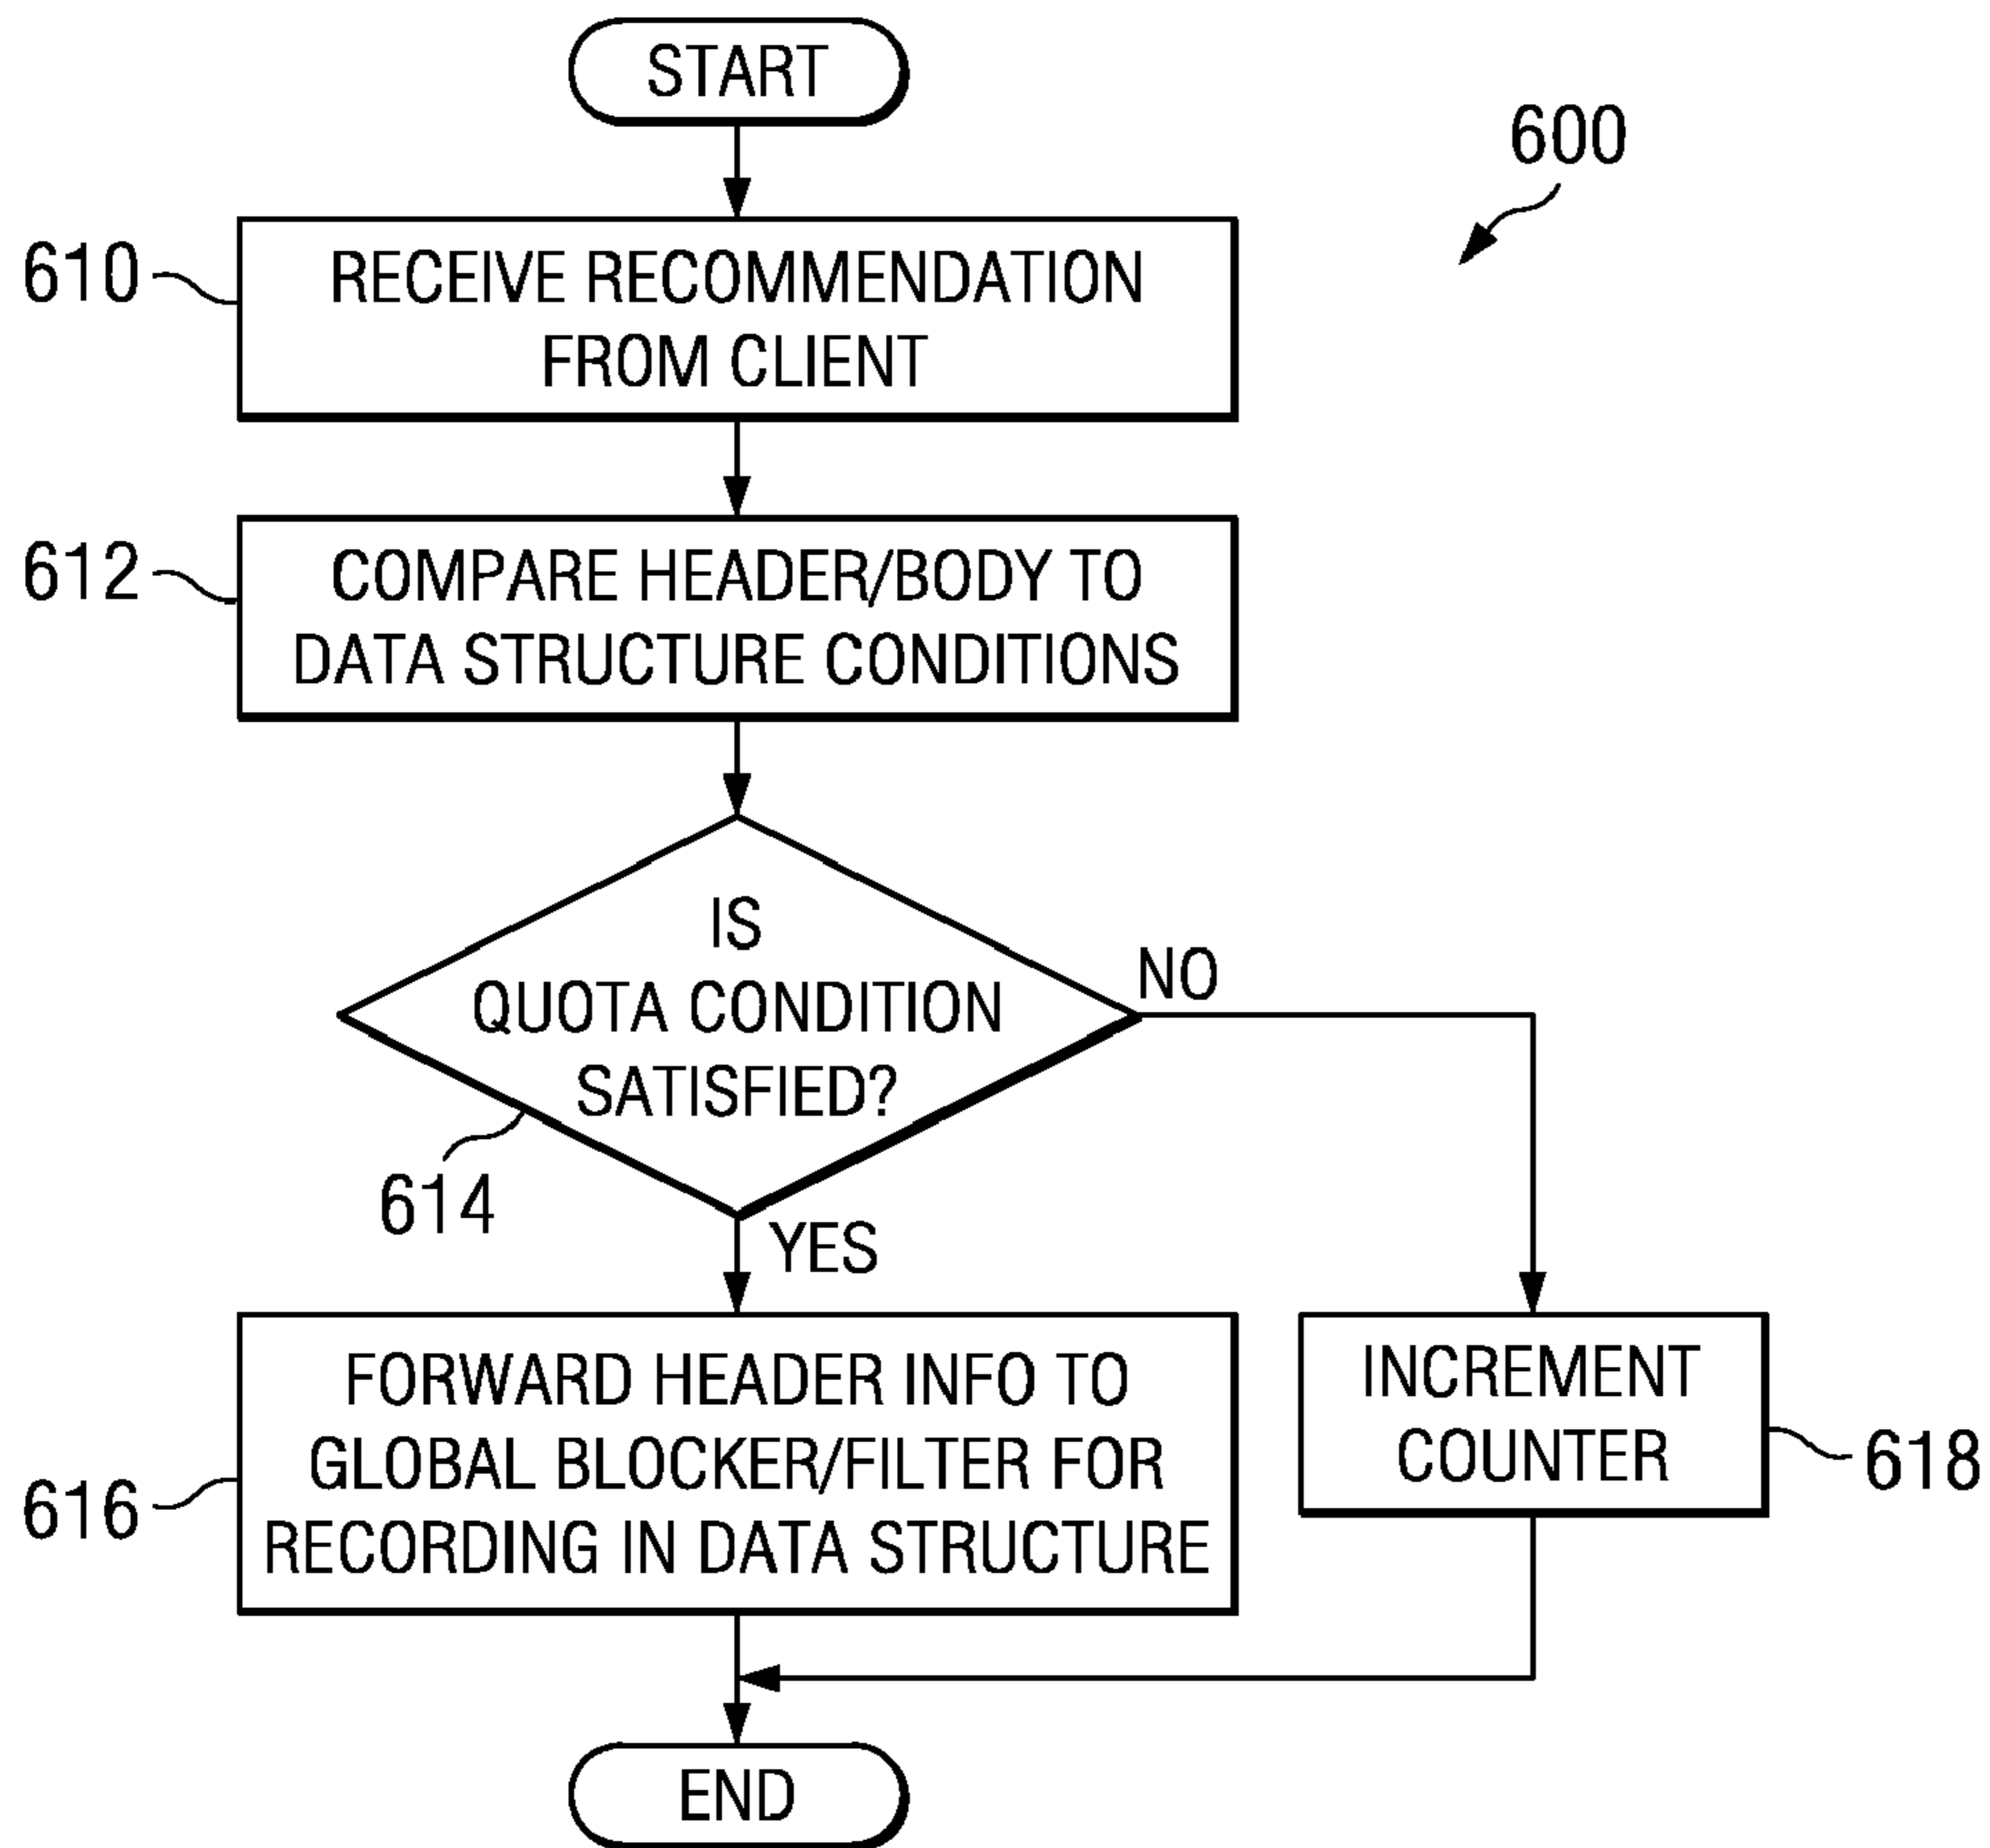 START
600
610
RECEIVE RECOMMENDATION
FROM CLIENT
612
COMPARE HEADER/BODY TO
DATA STRUCTURE CONDITIONS
IS
QUOTA CONDITION
SATISFIED?
NO
614
YES
616
FORWARD HEADER INFO TO
GLOBAL BLOCKER/FILTER FOR
RECORDING IN DATA STRUCTURE
INCREMENT
COUNTER
618
END